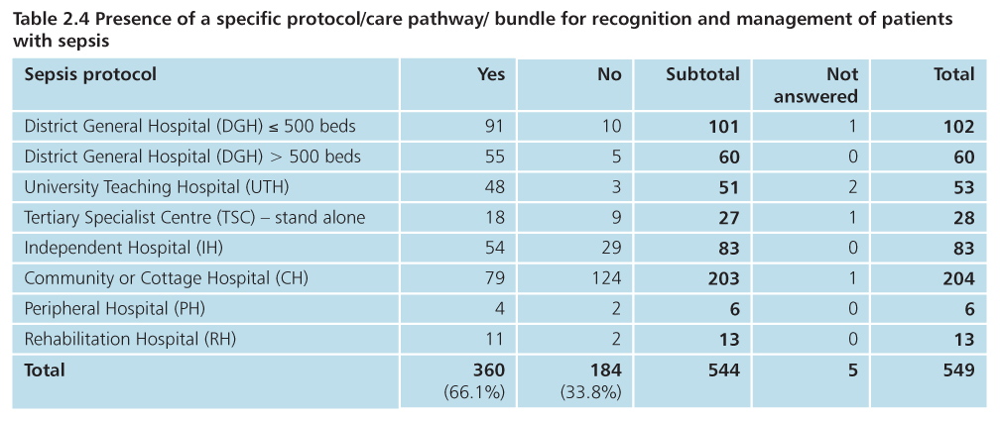 Table 2.4 Presence of a specific protocol/care pathway/ bundle for recognition and management of patients
with sepsis
Sepsis protocol Yes No Subtotal Not answered Total
District General Hospital (DGH) ≤ 500 beds 91 10 101 1 102
District General Hospital (DGH) > 500 beds 55 5 60 0 60
University Teaching Hospital (UTH) 48 3 51 2 53
Tertiary Specialist Centre (TSC) – stand alone 18 9 27 1 28
Independent Hospital (IH) 54 29 83 0 83
Community or Cottage Hospital (CH) 79 124 203 1 204
Peripheral Hospital (PH) 4 2 6 0 6
Rehabilitation Hospital (RH) 11 2 13 0 13
Total 360 184 544 5 549
(66.1%) (33.8%)